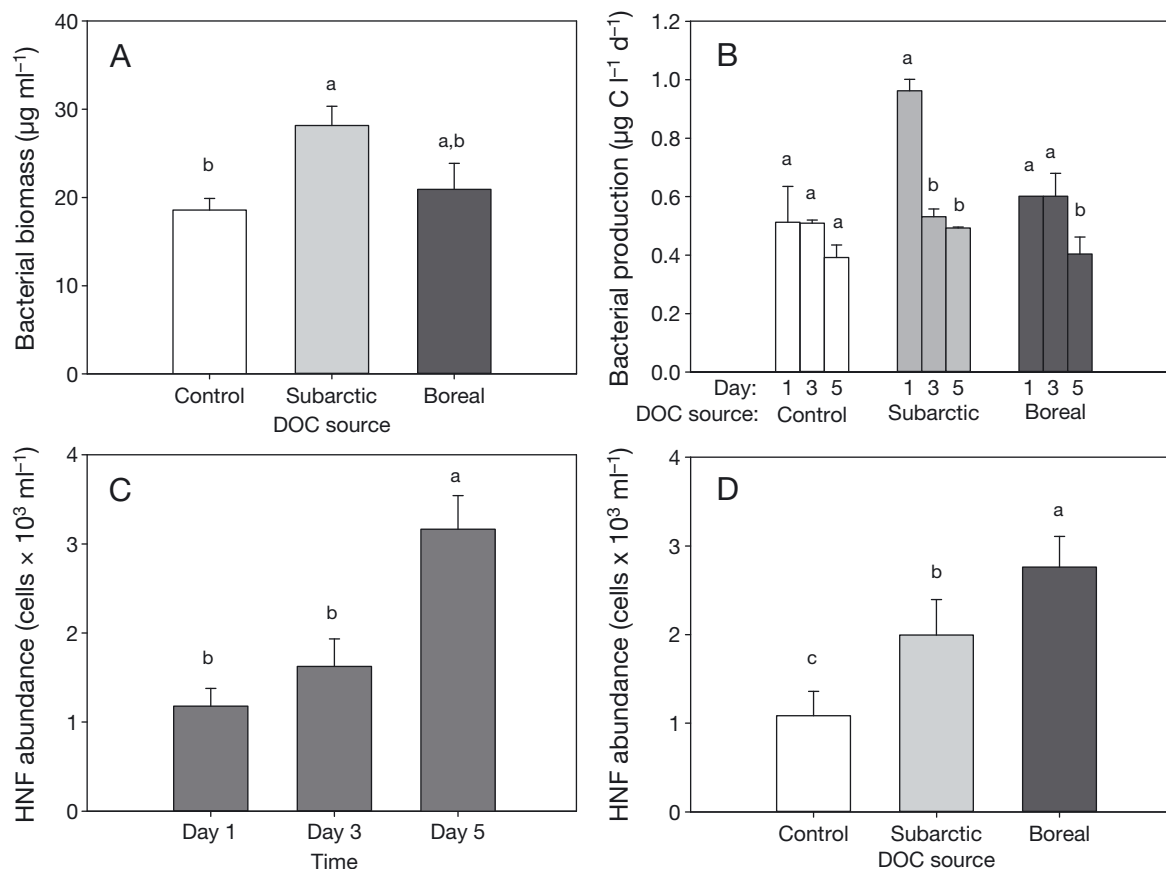 A
Bacterial biomass (µg ml⁻¹)
40
30
20
10
0
b
a
a,b
Control Subarctic Boreal
DOC source
B
Bacterial production (µg C l⁻¹ d⁻¹)
1.2
1.0
0.8
0.6
0.4
0.2
0.0
a a a
a b b
a a b
Day: 1 3 5 1 3 5 1 3 5
DOC source: Control Subarctic Boreal
C
HNF abundance (cells × 10³ ml⁻¹)
4
3
2
1
0
b
b
a
Day 1 Day 3 Day 5
Time
D
HNF abundance (cells x 10³ ml⁻¹)
4
3
2
1
0
c
b
a
Control Subarctic Boreal
DOC source